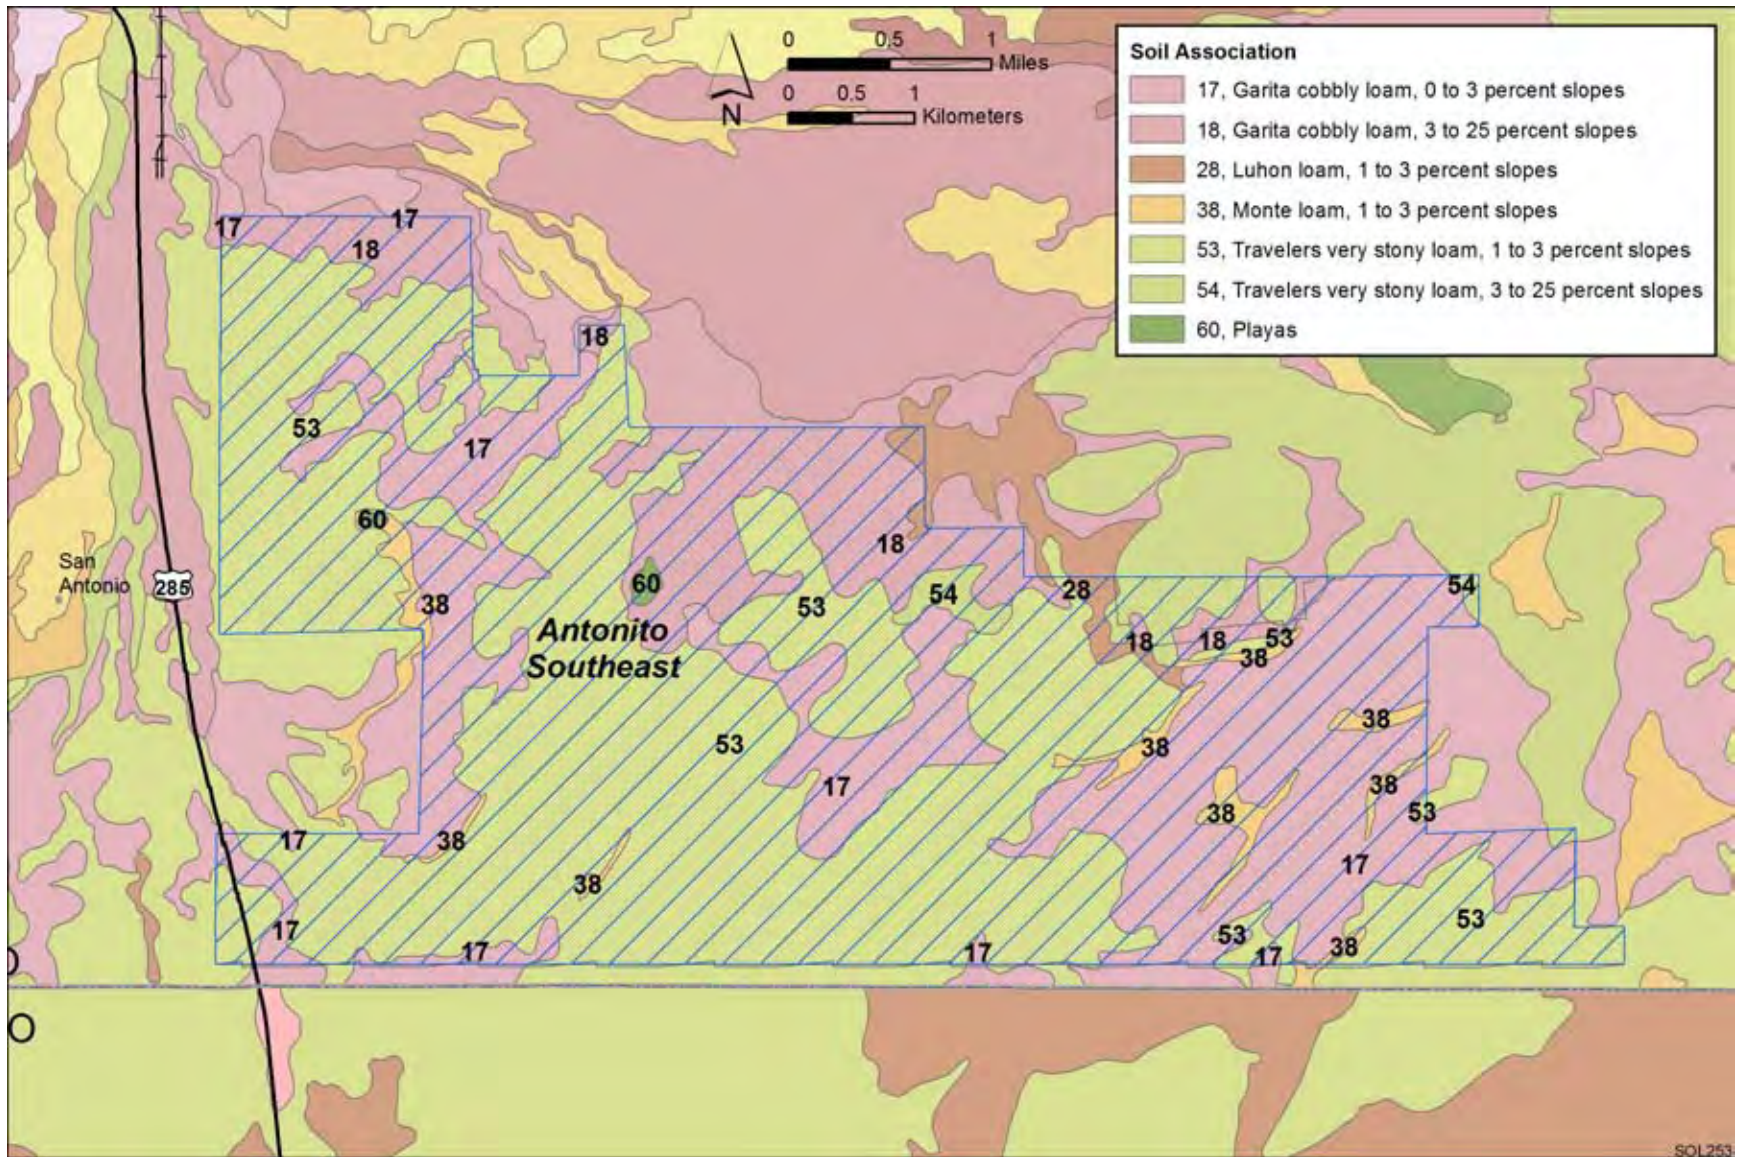 0 0.5 1
Miles
0 0.5 1
Kilometers
N
Soil Association
17, Garita cobbly loam, 0 to 3 percent slopes
18, Garita cobbly loam, 3 to 25 percent slopes
28, Luhon loam, 1 to 3 percent slopes
38, Monte loam, 1 to 3 percent slopes
53, Travelers very stony loam, 1 to 3 percent slopes
54, Travelers very stony loam, 3 to 25 percent slopes
60, Playas
17
17
18
18
53
17
60
18
San
Antonio
285
60
38
53
54
28
54
Antonito
Southeast
18
18
53
38
38
53
38
17
38
38
53
17
38
17
38
17
53
53
17
17
17
38
17
O
SOL253